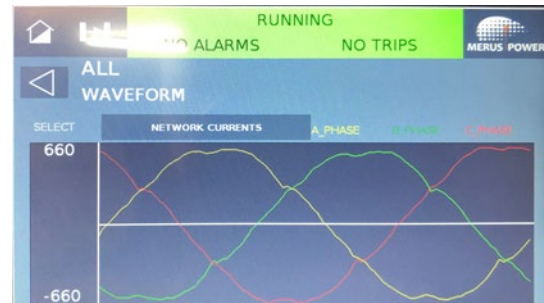 RUNNING
NO ALARMS NO TRIPS
MERUS POWER
ALL
WAVEFORM
SELECT NETWORK CURRENTS A_PHASE B_PHASE C_PHASE
660
-660